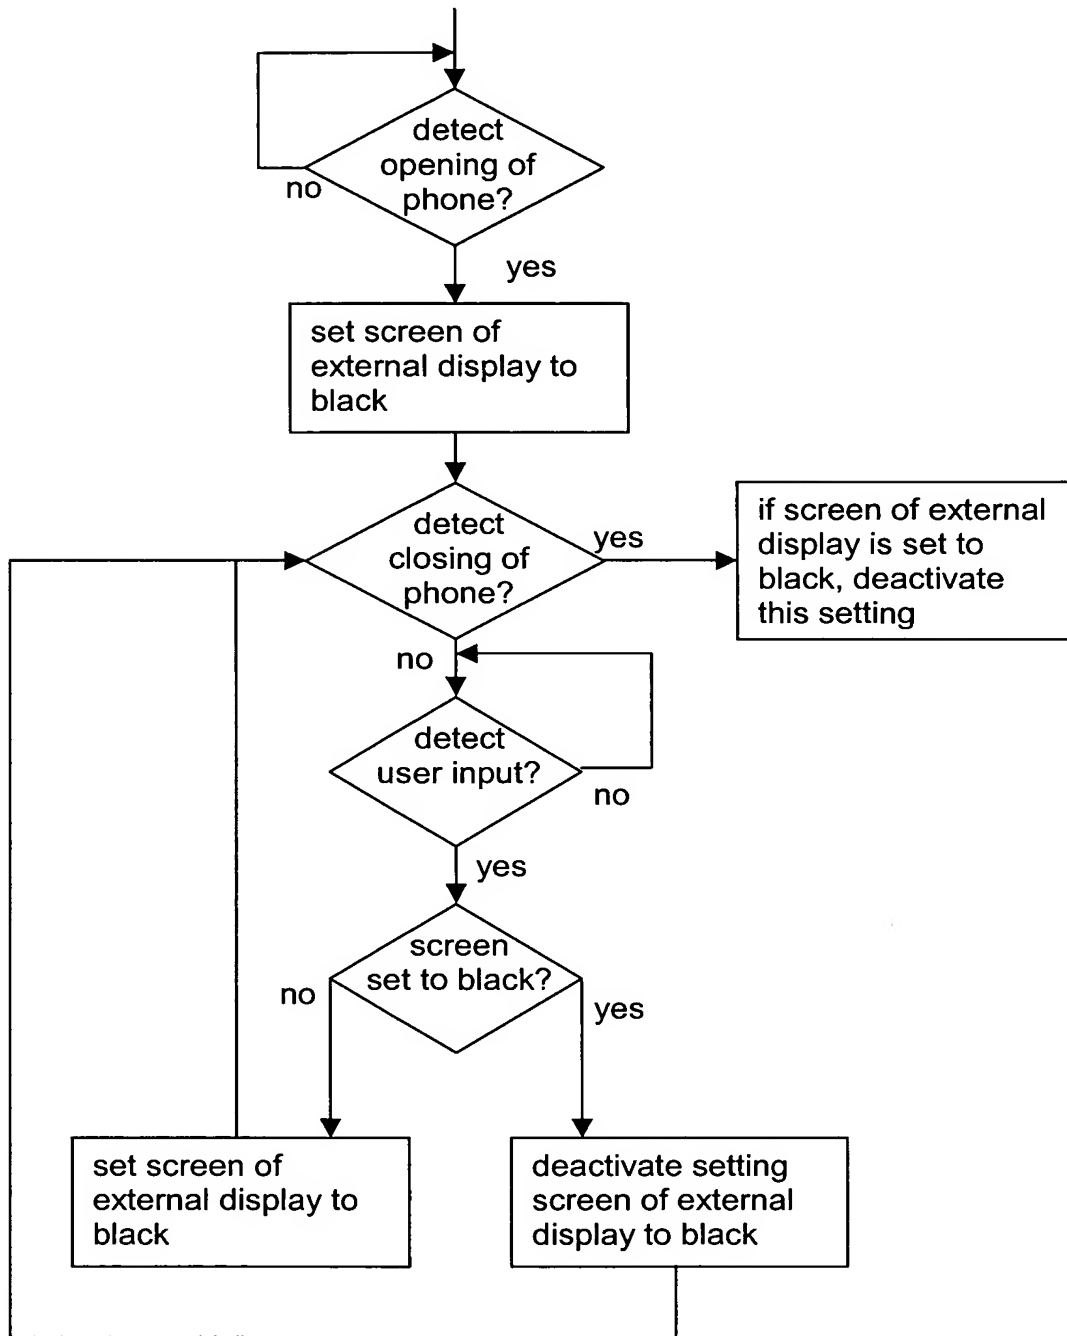 detect
opening of
phone?
no
yes
set screen of
external display to
black
detect
closing of
phone?
yes
if screen of external
display is set to
black, deactivate
this setting
no
detect
user input?
no
yes
screen
set to black?
no
yes
set screen of
external display to
black
deactivate setting
screen of external
display to black